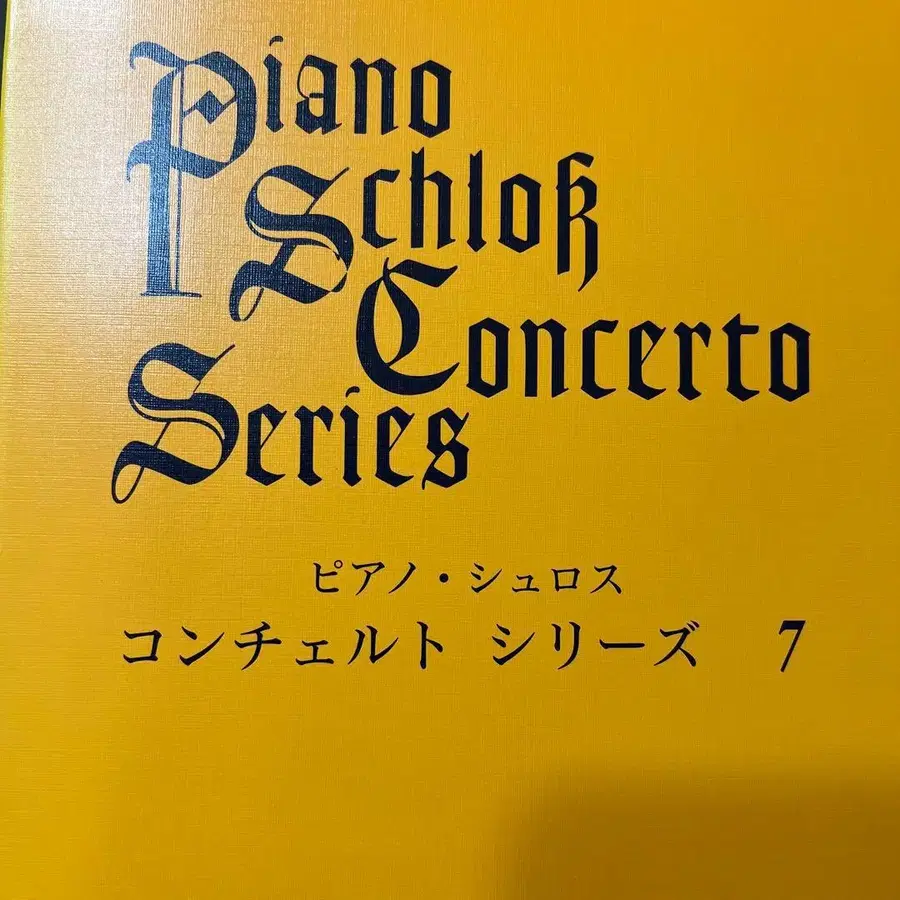 Piano
Schloß
Concerto
Series
ピアノ・シュロス
コンチェルト シリーズ 7